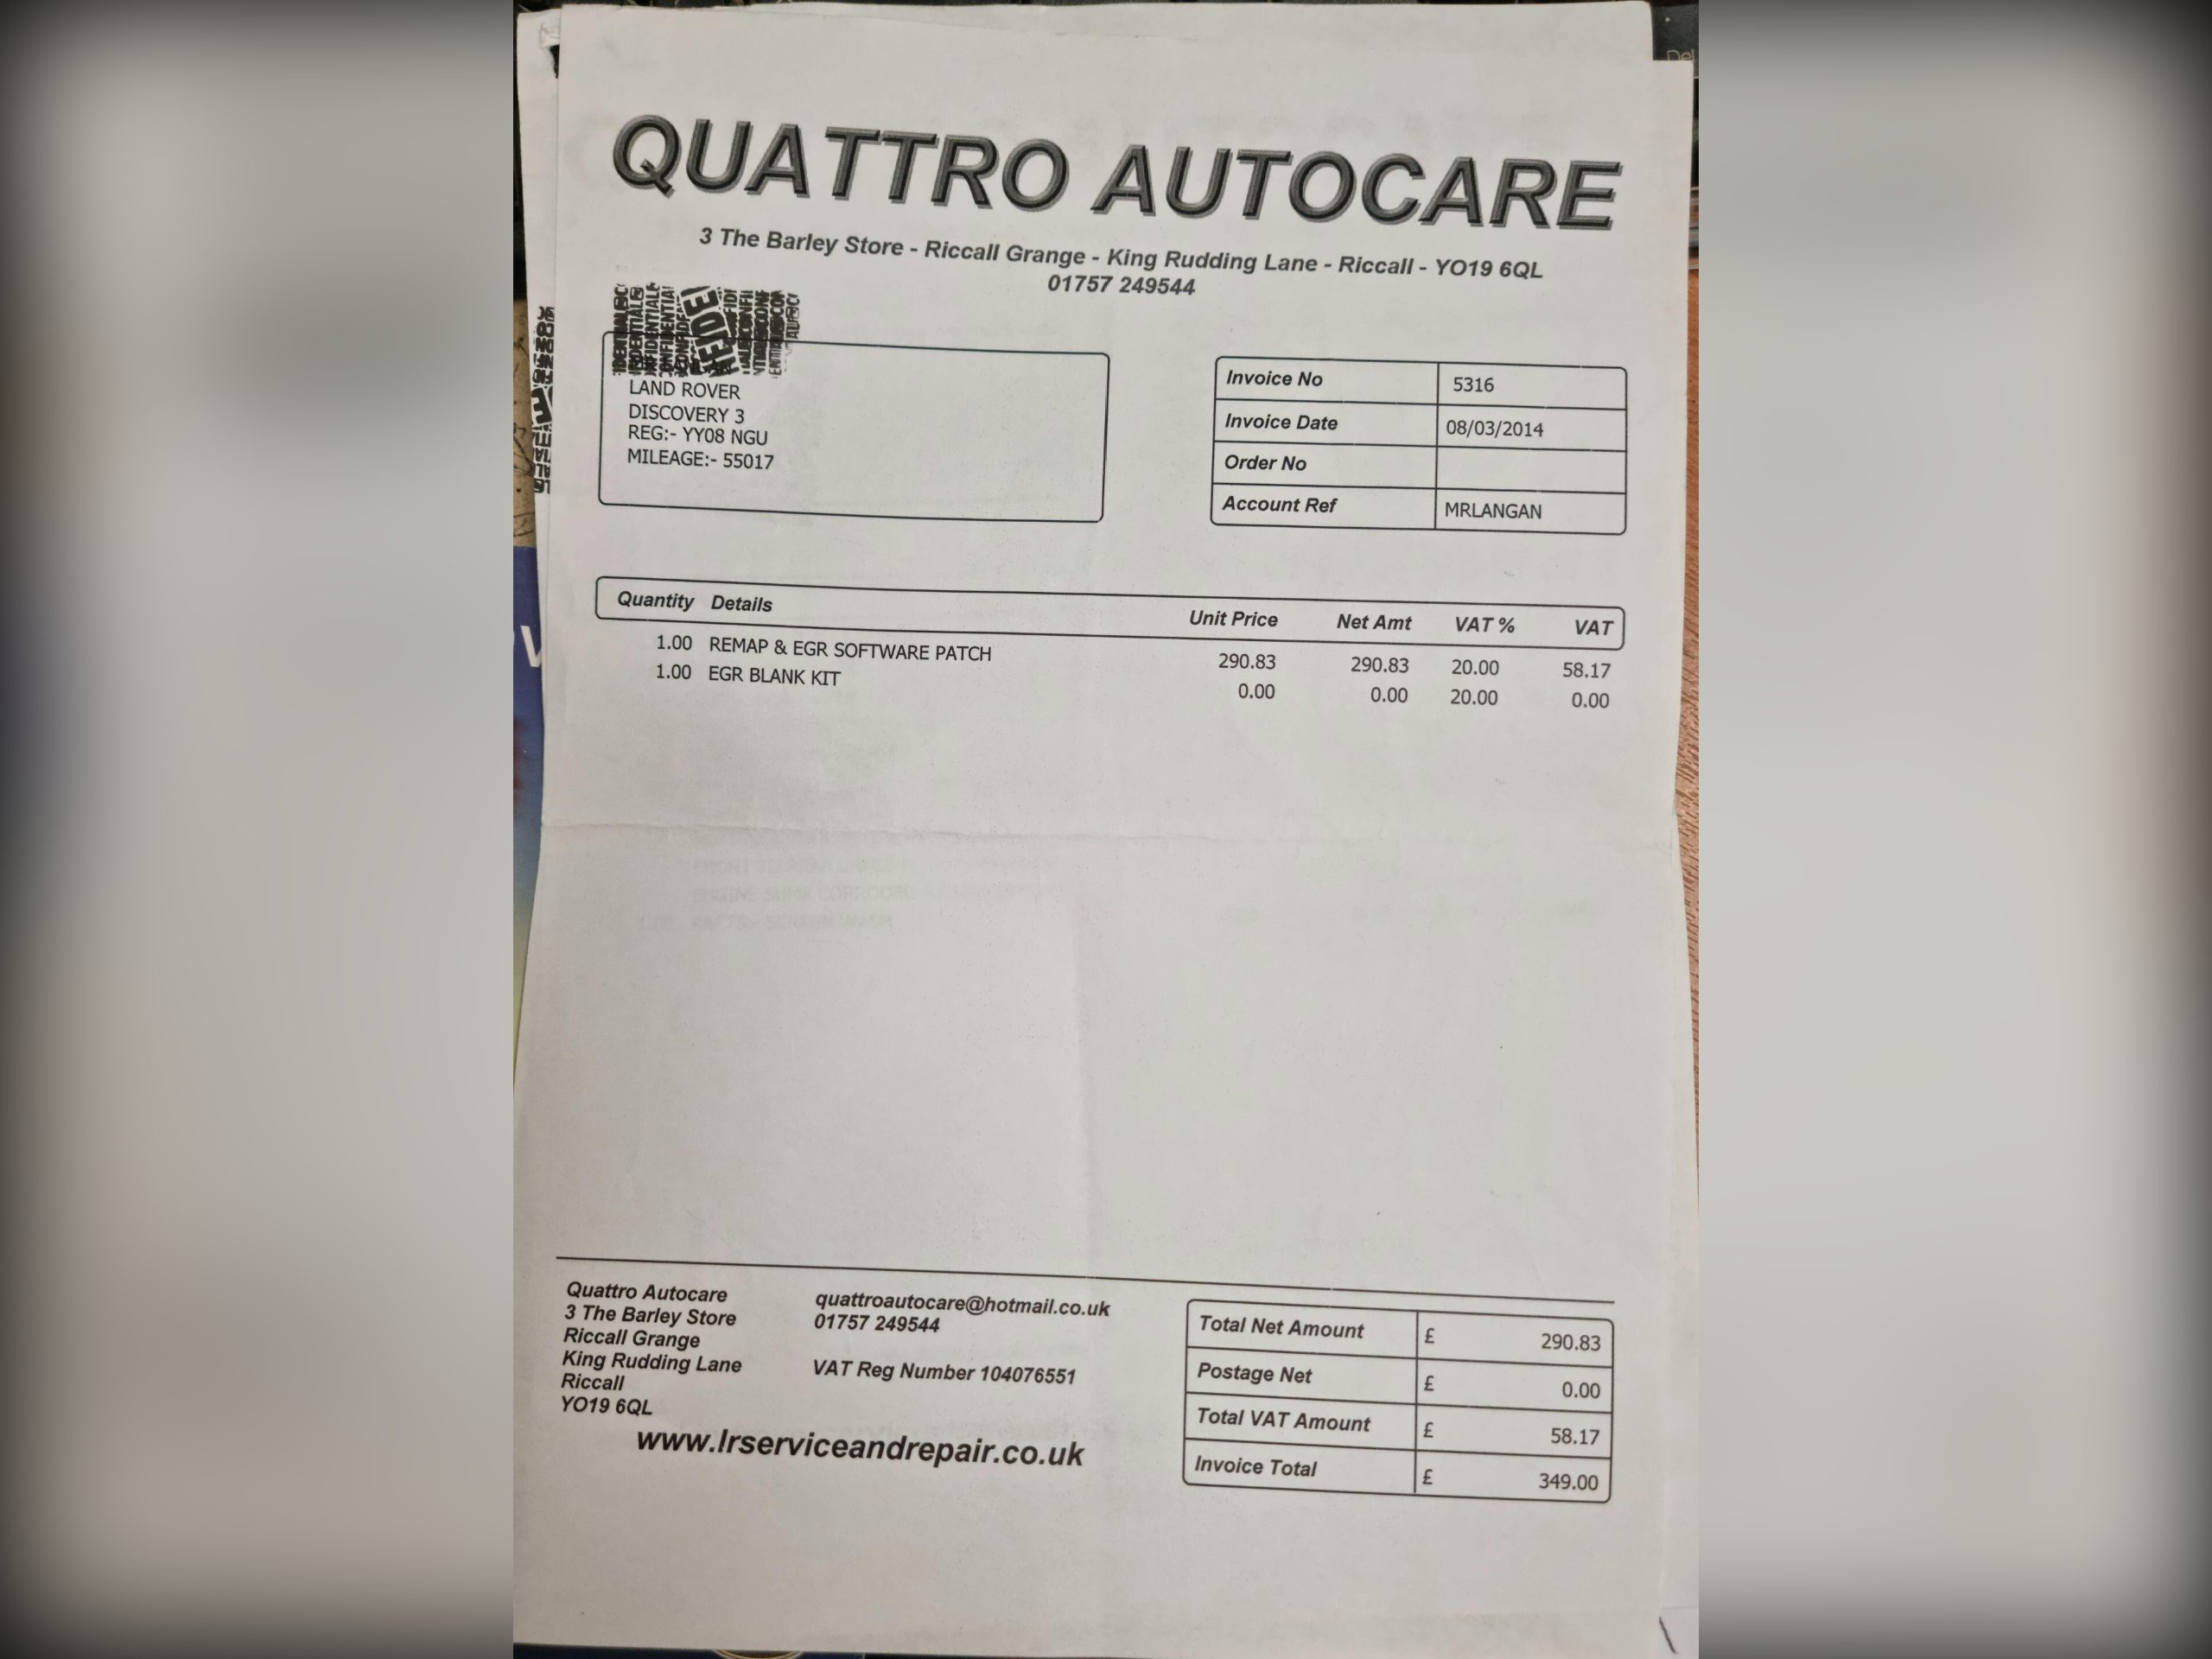 Del
QUATTRO AUTOCARE
3 The Barley Store - Riccall Grange - King Rudding Lane - Riccall - YO19 6QL
01757 249544
LAND ROVER
DISCOVERY 3
REG:- YY08 NGU
MILEAGE:- 55017
Invoice No 5316
Invoice Date 08/03/2014
Order No
Account Ref MRLANGAN
Quantity Details Unit Price Net Amt VAT % VAT
1.00 REMAP & EGR SOFTWARE PATCH 290.83 290.83 20.00 58.17
1.00 EGR BLANK KIT 0.00 0.00 20.00 0.00
Quattro Autocare
3 The Barley Store
Riccall Grange
King Rudding Lane
Riccall
YO19 6QL
quattroautocare@hotmail.co.uk
01757 249544
VAT Reg Number 104076551
www.lrserviceandrepair.co.uk
Total Net Amount £ 290.83
Postage Net £ 0.00
Total VAT Amount £ 58.17
Invoice Total £ 349.00